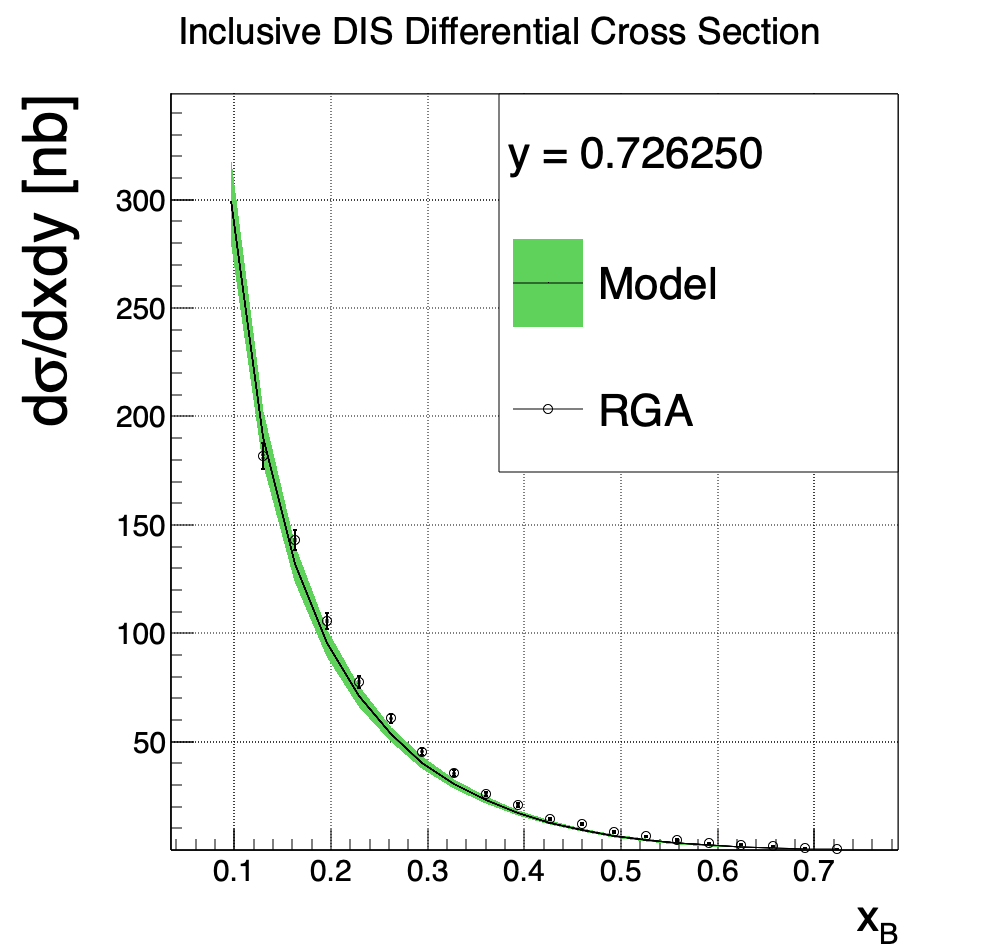 Inclusive DIS Differential Cross Section
dσ/dxdy [nb]
y = 0.726250
Model
RGA
300
250
200
150
100
50
0.1 0.2 0.3 0.4 0.5 0.6 0.7
x_B